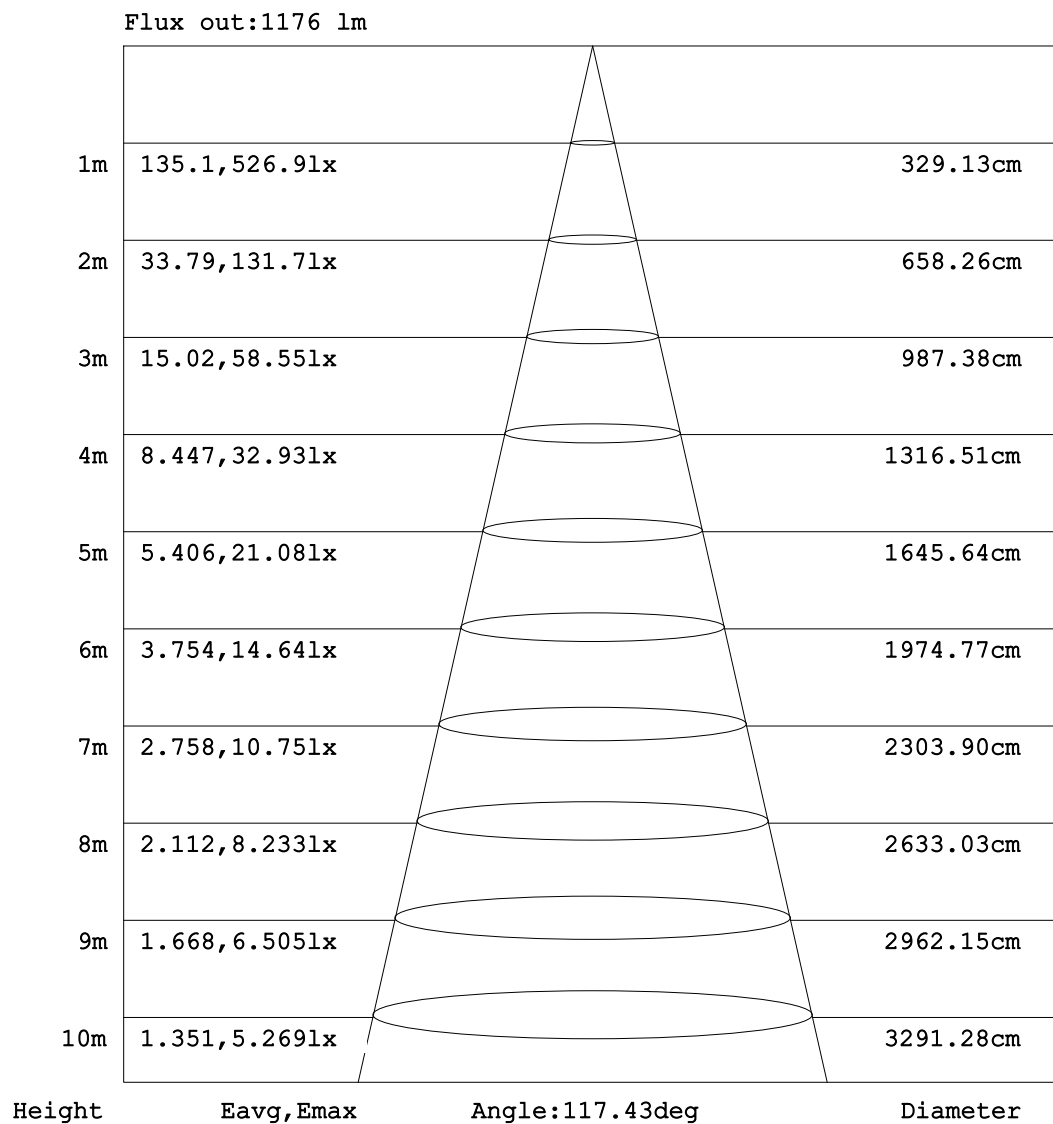 Flux out:1176 lm
1m 135.1,526.9lx 329.13cm
2m 33.79,131.7lx 658.26cm
3m 15.02,58.55lx 987.38cm
4m 8.447,32.93lx 1316.51cm
5m 5.406,21.08lx 1645.64cm
6m 3.754,14.64lx 1974.77cm
7m 2.758,10.75lx 2303.90cm
8m 2.112,8.233lx 2633.03cm
9m 1.668,6.505lx 2962.15cm
10m 1.351,5.269lx 3291.28cm
Height Eavg,Emax Angle:117.43deg Diameter